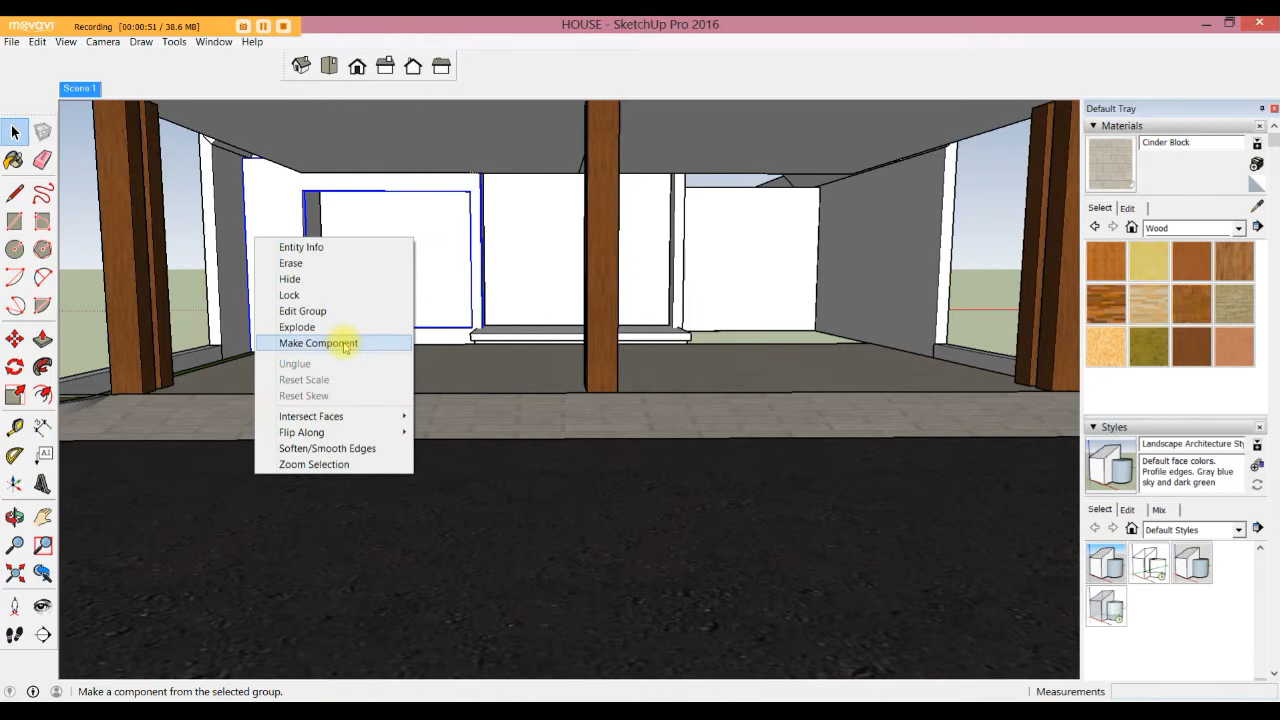 movavi
Recording [00:00:51 / 38.6 MB]
HOUSE - SketchUp Pro 2016
File Edit View Camera Draw Tools Window Help
Scene 1
Default Tray
Materials
Cinder Block
Select Edit
Wood
Entity Info
Erase
Hide
Lock
Edit Group
Explode
Make Component
Unglue
Reset Scale
Reset Skew
Intersect Faces
Flip Along
Soften/Smooth Edges
Zoom Selection
Styles
Landscape Architecture Sty
Default face colors.
Profile edges. Gray blue
sky and dark green
Select Edit Mix
Default Styles
A1
Make a component from the selected group.
Measurements